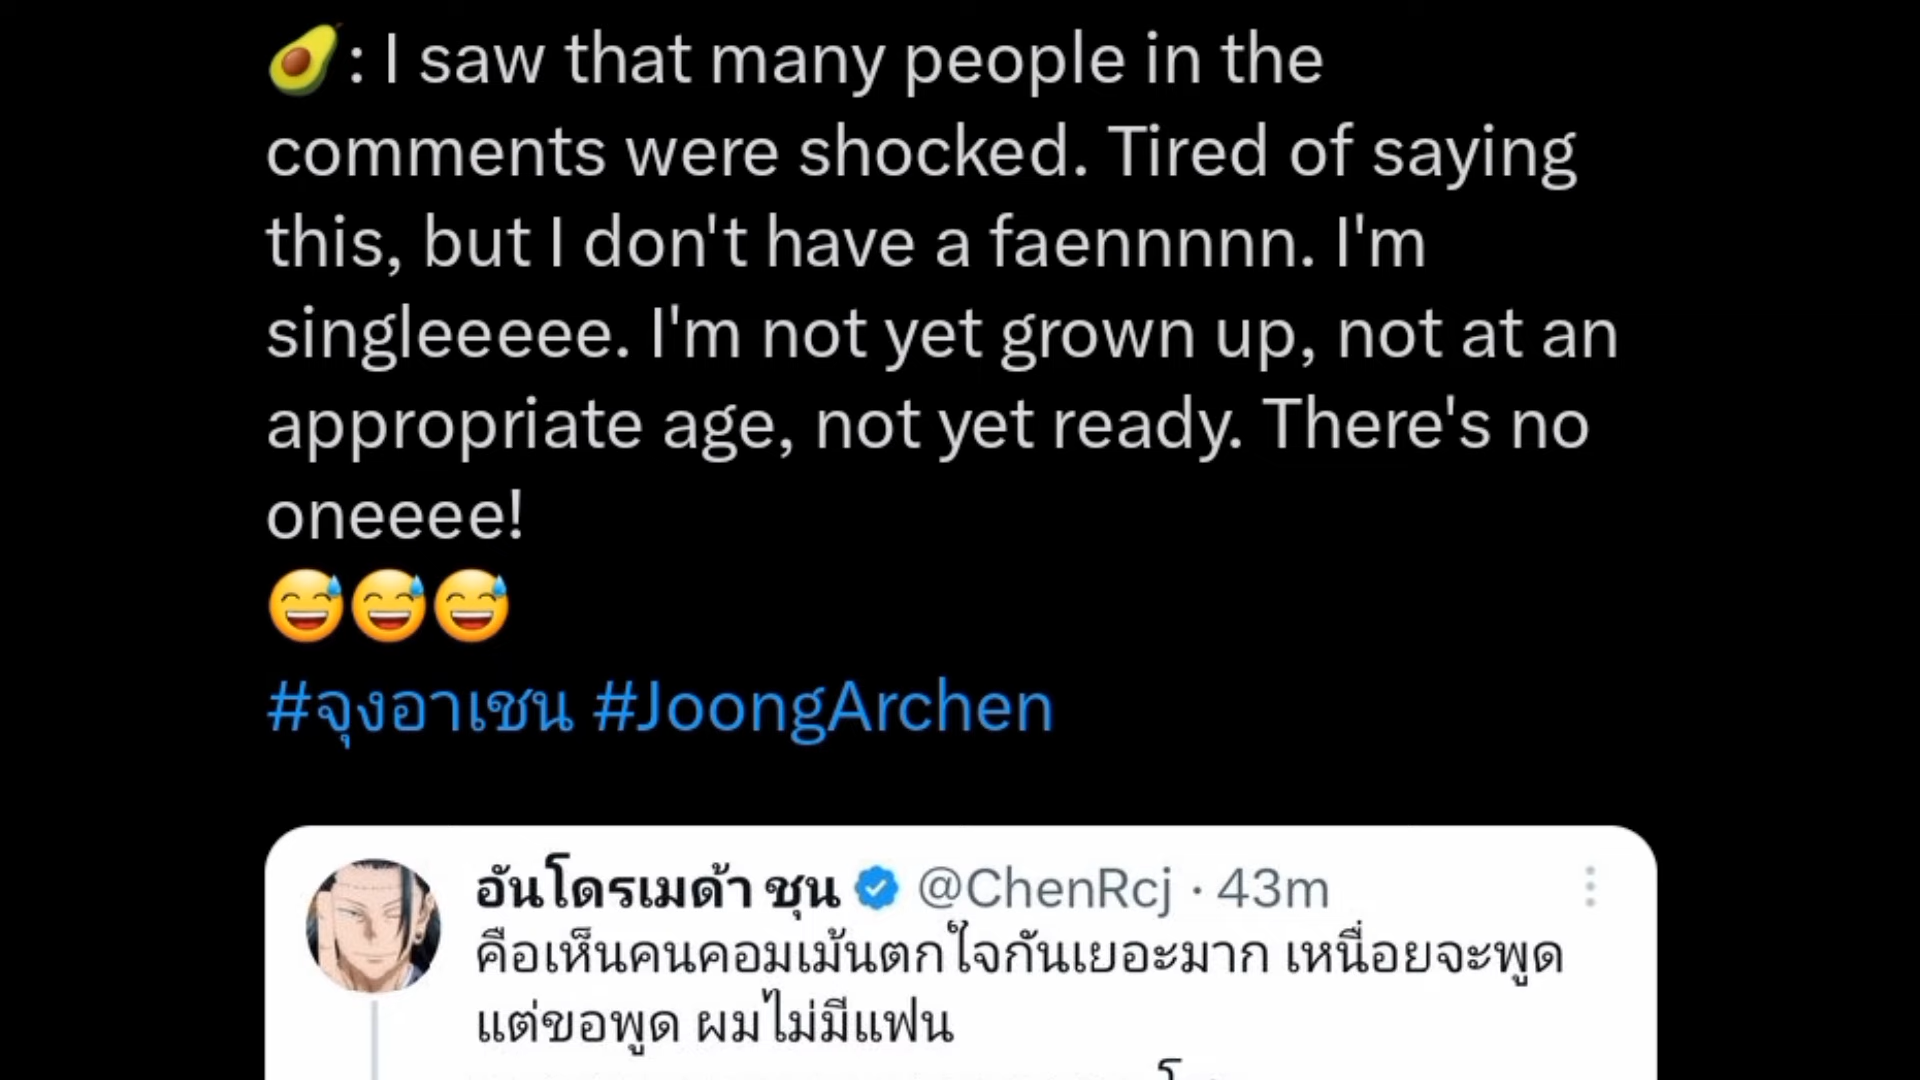 🥑: I saw that many people in the
comments were shocked. Tired of saying
this, but I don't have a faennnnn. I'm
singleeeee. I'm not yet grown up, not at an
appropriate age, not yet ready. There's no
oneeee!
😅😅😅
#จุงอาเชน #JoongArchen
อันโดรเมด้า ชุน @ChenRcj · 43m
คือเห็นคนคอมเม้นตกใจกันเยอะมาก เหนื่อยจะพูด
แต่ขอพูด ผมไม่มีแฟน